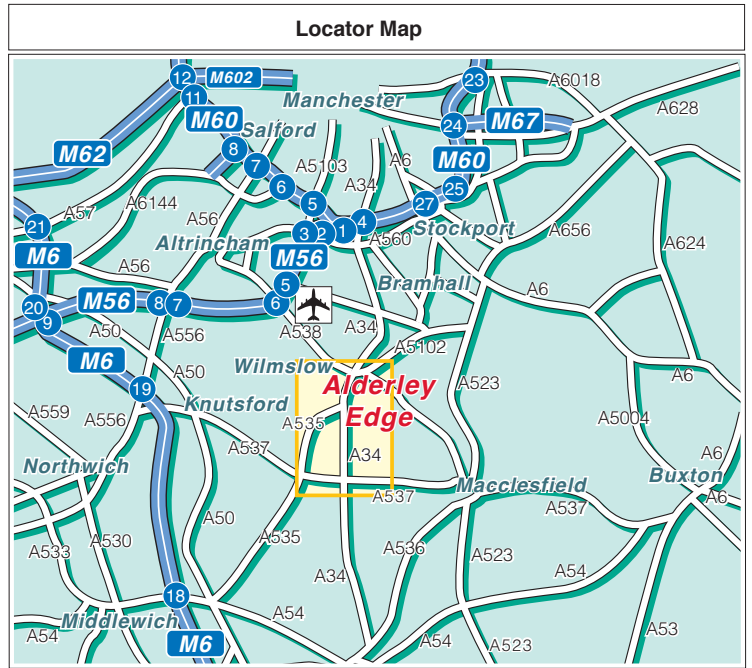 Locator Map
12
M602
23
A6018
11
Manchester
A628
M60
24
M67
Salford
M62
8
7
A5103
A6
M60
6
A34
25
A6144
5
27
A57
A56
4
21
3
2
1
Stockport
A656
Altrincham
A560
A624
M6
M56
A56
5
Bramhall
A6
20
M56
8
7
6
9
A50
A556
A538
A34
A5102
M6
A50
Wilmslow
A6
19
Alderley
Edge
A523
A559
A556
Knutsford
A535
A5004
A537
A34
A6
Northwich
Macclesfield
Buxton
A537
A537
A6
A50
A533
A530
A535
A536
A523
A34
A54
18
Middlewich
A54
A53
A54
M6
A54
A523